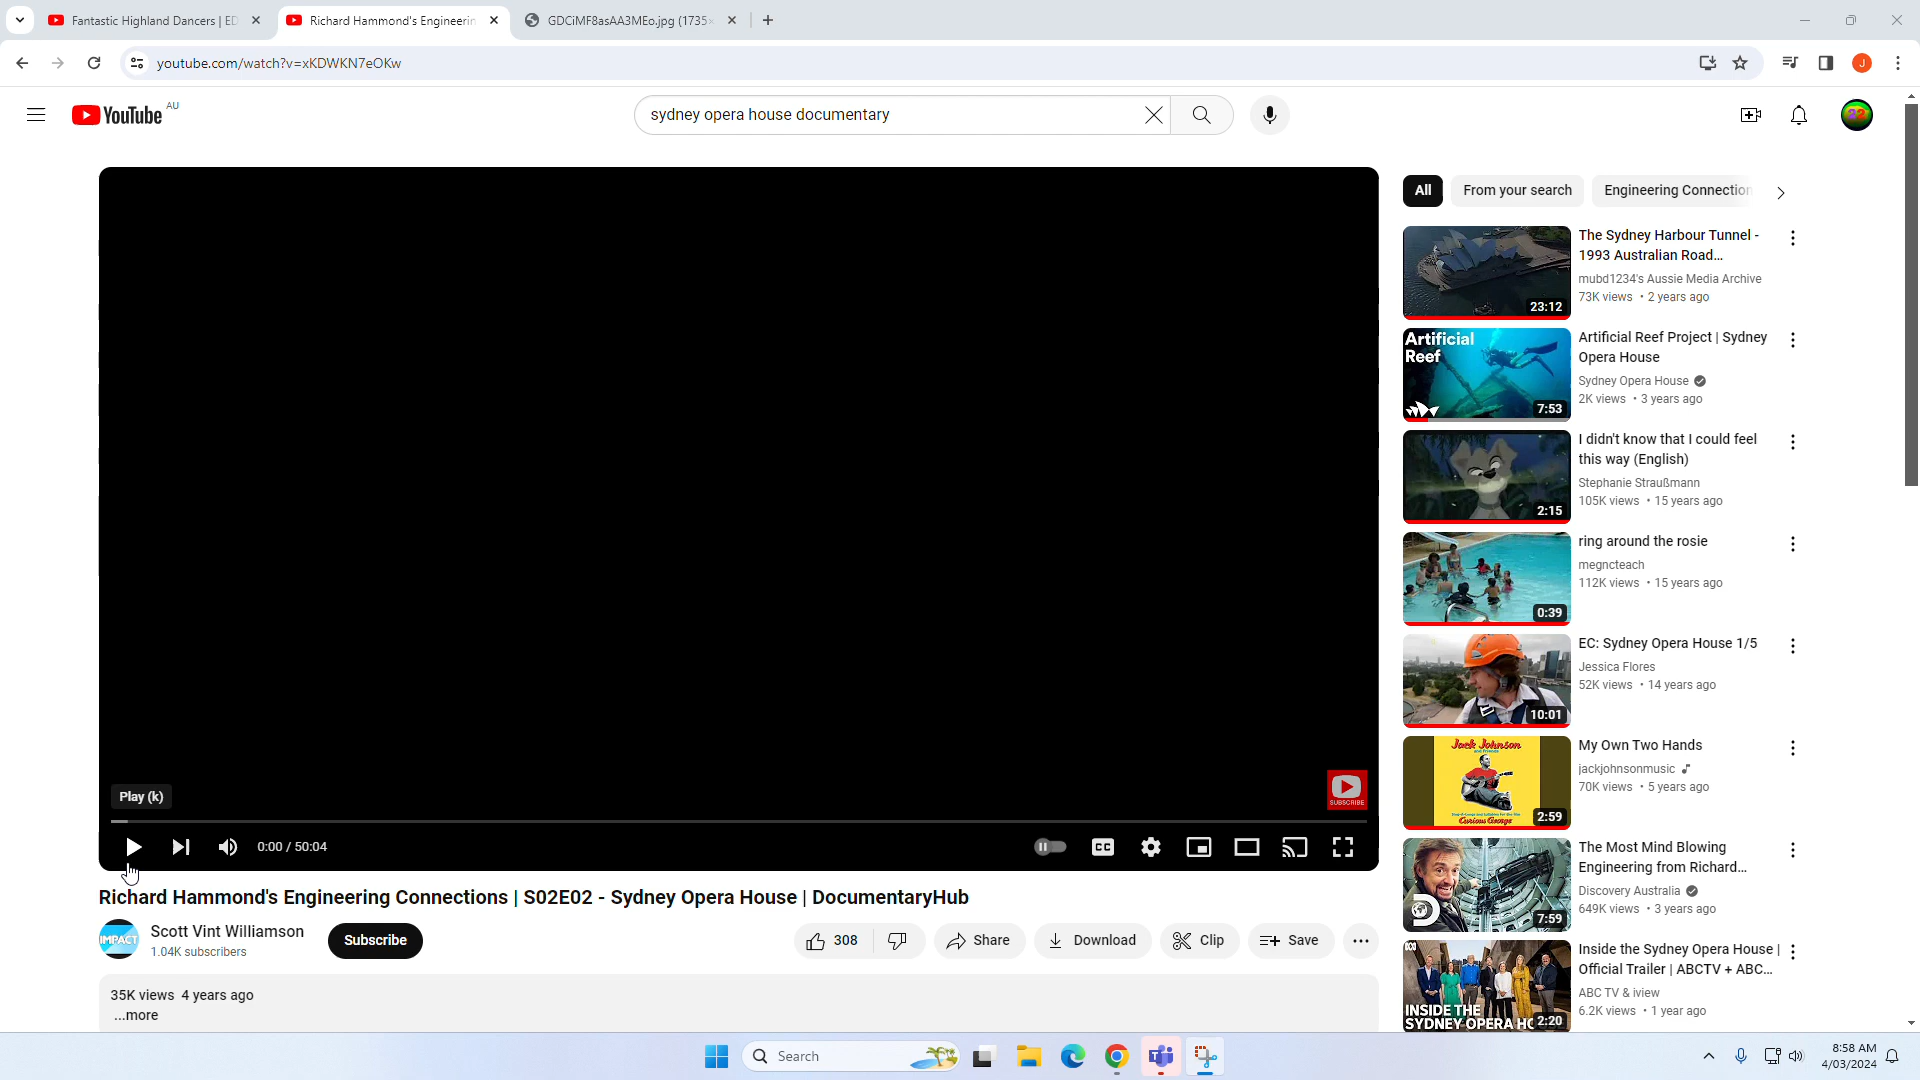 Fantastic Highland Dancers | ED
Richard Hammond's Engineerin
GDCiMF8asAA3MEo.jpg (1735×
youtube.com/watch?v=xKDWKN7eOKw
J
YouTube AU
sydney opera house documentary
22
All
From your search
Engineering Connection
The Sydney Harbour Tunnel -
1993 Australian Road...
mubd1234's Aussie Media Archive
73K views • 2 years ago
23:12
Artificial
Reef
7:53
Artificial Reef Project | Sydney
Opera House
Sydney Opera House
2K views • 3 years ago
I didn't know that I could feel
this way (English)
Stephanie Straußmann
105K views • 15 years ago
2:15
ring around the rosie
megncteach
112K views • 15 years ago
0:39
EC: Sydney Opera House 1/5
Jessica Flores
52K views • 14 years ago
10:01
Jack Johnson
and Friends
Curious George
2:59
My Own Two Hands
jackjohnsonmusic
70K views • 5 years ago
The Most Mind Blowing
Engineering from Richard...
Discovery Australia
649K views • 3 years ago
7:59
INSIDE THE
SYDNEY OPERA HO
2:20
Inside the Sydney Opera House |
Official Trailer | ABCTV + ABC...
ABC TV & iview
6.2K views • 1 year ago
SUBSCRIBE
Play (k)
0:00 / 50:04
CC
Richard Hammond's Engineering Connections | S02E02 - Sydney Opera House | DocumentaryHub
IMPACT
Scott Vint Williamson
1.04K subscribers
Subscribe
308
Share
Download
Clip
Save
35K views 4 years ago
...more
Search
8:58 AM
4/03/2024